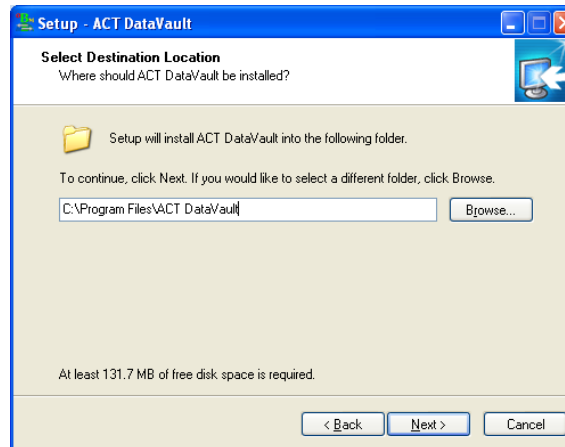 Setup - ACT DataVault
Select Destination Location
Where should ACT DataVault be installed?
Setup will install ACT DataVault into the following folder.
To continue, click Next. If you would like to select a different folder, click Browse.
C:\Program Files\ACT DataVault
Browse...
At least 131.7 MB of free disk space is required.
< Back Next > Cancel